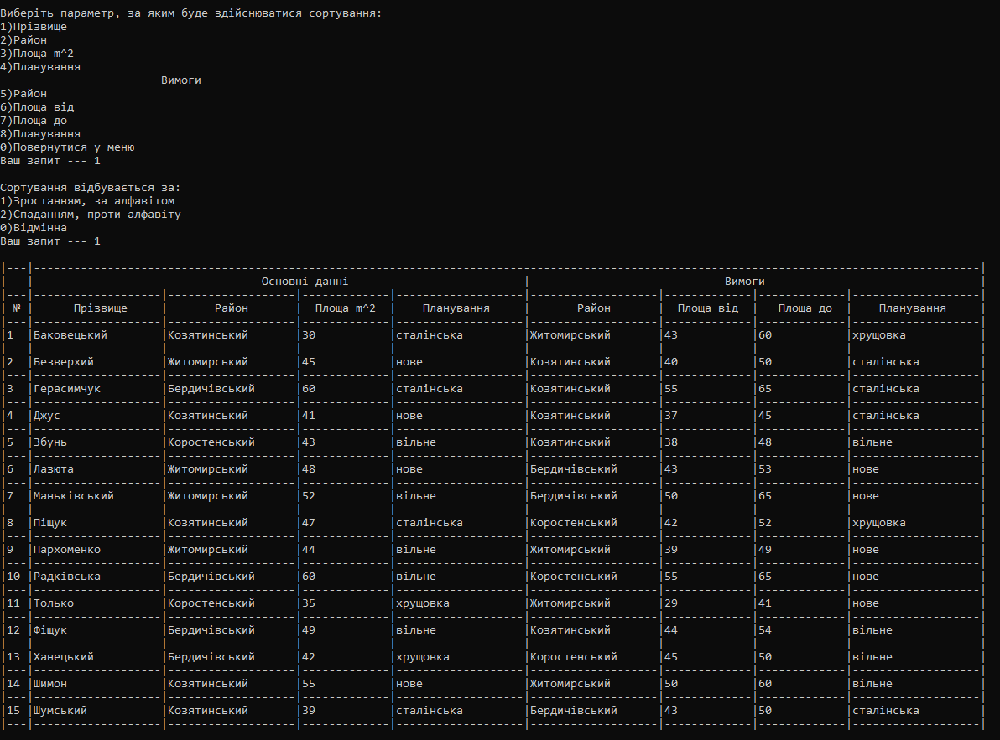 Виберіть параметр, за яким буде здійснюватися сортування:
1)Прізвище
2)Район
3)Площа m^2
4)Планування
Вимоги
5)Район
6)Площа від
7)Площа до
8)Планування
0)Повернутися у меню
Ваш запит --- 1
Сортування відбувається за:
1)Зростанням, за алфавітом
2)Спаданням, проти алфавіту
0)Відмінна
Ваш запит --- 1
|---|---------------------------------------------------------------------------------------------------------------------------------------------|
| | Основні данні | Вимоги |
|---|-------------------|-------------------|-------------|-------------------|-------------------|-------------|-------------|-------------------|
| № | Прізвище | Район | Площа m^2 | Планування | Район | Площа від | Площа до | Планування |
|---|-------------------|-------------------|-------------|-------------------|-------------------|-------------|-------------|-------------------|
|1 |Баковецький |Козятинський |30 |сталінська |Житомирський |43 |60 |хрущовка |
|---|-------------------|-------------------|-------------|-------------------|-------------------|-------------|-------------|-------------------|
|2 |Безверхий |Житомирський |45 |нове |Козятинський |40 |50 |сталінська |
|---|-------------------|-------------------|-------------|-------------------|-------------------|-------------|-------------|-------------------|
|3 |Герасимчук |Бердичівський |60 |сталінська |Козятинський |55 |65 |сталінська |
|---|-------------------|-------------------|-------------|-------------------|-------------------|-------------|-------------|-------------------|
|4 |Джус |Козятинський |41 |нове |Козятинський |37 |45 |сталінська |
|---|-------------------|-------------------|-------------|-------------------|-------------------|-------------|-------------|-------------------|
|5 |Збунь |Коростенський |43 |вільне |Козятинський |38 |48 |вільне |
|---|-------------------|-------------------|-------------|-------------------|-------------------|-------------|-------------|-------------------|
|6 |Лазюта |Житомирський |48 |нове |Бердичівський |43 |53 |нове |
|---|-------------------|-------------------|-------------|-------------------|-------------------|-------------|-------------|-------------------|
|7 |Маньківський |Житомирський |52 |вільне |Бердичівський |50 |65 |нове |
|---|-------------------|-------------------|-------------|-------------------|-------------------|-------------|-------------|-------------------|
|8 |Піщук |Козятинський |47 |сталінська |Коростенський |42 |52 |хрущовка |
|---|-------------------|-------------------|-------------|-------------------|-------------------|-------------|-------------|-------------------|
|9 |Пархоменко |Житомирський |44 |вільне |Житомирський |39 |49 |нове |
|---|-------------------|-------------------|-------------|-------------------|-------------------|-------------|-------------|-------------------|
|10 |Радківська |Бердичівський |60 |вільне |Коростенський |55 |65 |нове |
|---|-------------------|-------------------|-------------|-------------------|-------------------|-------------|-------------|-------------------|
|11 |Только |Коростенський |35 |хрущовка |Житомирський |29 |41 |нове |
|---|-------------------|-------------------|-------------|-------------------|-------------------|-------------|-------------|-------------------|
|12 |Фіщук |Бердичівський |49 |вільне |Козятинський |44 |54 |вільне |
|---|-------------------|-------------------|-------------|-------------------|-------------------|-------------|-------------|-------------------|
|13 |Ханецький |Бердичівський |42 |хрущовка |Коростенський |45 |50 |вільне |
|---|-------------------|-------------------|-------------|-------------------|-------------------|-------------|-------------|-------------------|
|14 |Шимон |Козятинський |55 |нове |Житомирський |50 |60 |вільне |
|---|-------------------|-------------------|-------------|-------------------|-------------------|-------------|-------------|-------------------|
|15 |Шумський |Козятинський |39 |сталінська |Бердичівський |43 |50 |сталінська |
|---|-------------------|-------------------|-------------|-------------------|-------------------|-------------|-------------|-------------------|